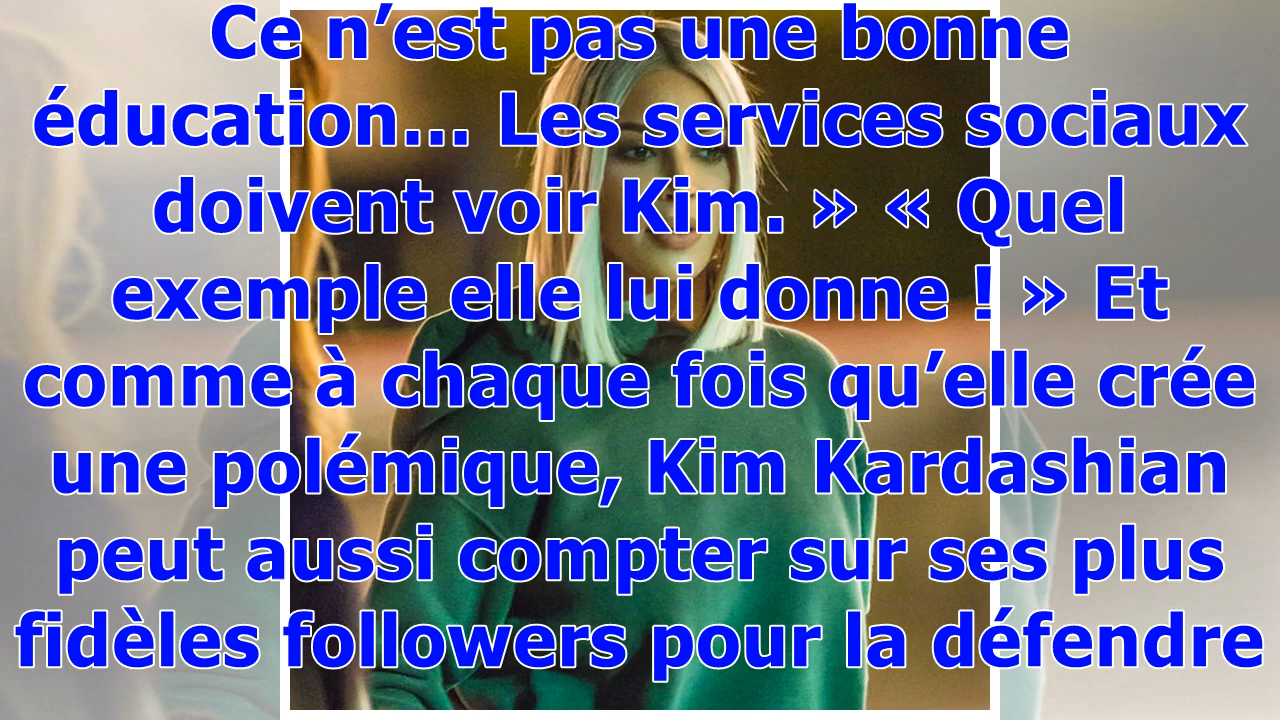 Ce n’est pas une bonne
éducation... Les services sociaux
doivent voir Kim. » « Quel
exemple elle lui donne ! » Et
comme à chaque fois qu’elle crée
une polémique, Kim Kardashian
peut aussi compter sur ses plus
fidèles followers pour la défendre